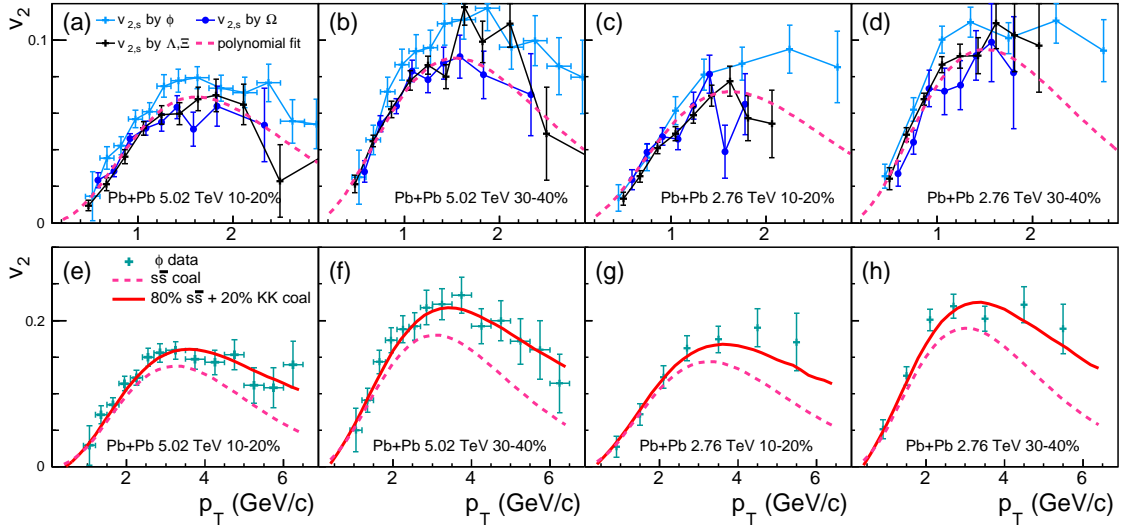 (a) (b) (c) (d)
v₂
v₂,s by ϕ v₂,s by Ω
v₂,s by Λ,Ξ polynomial fit
0.1
0
Pb+Pb 5.02 TeV 10-20% Pb+Pb 5.02 TeV 30-40% Pb+Pb 2.76 TeV 10-20% Pb+Pb 2.76 TeV 30-40%
1 2 1 2 1 2 1 2
(e) (f) (g) (h)
v₂
ϕ data
ss̅ coal
80% ss̅ + 20% KK coal
0.2
0
Pb+Pb 5.02 TeV 10-20% Pb+Pb 5.02 TeV 30-40% Pb+Pb 2.76 TeV 10-20% Pb+Pb 2.76 TeV 30-40%
2 4 6 2 4 6 2 4 6 2 4 6
p_T (GeV/c) p_T (GeV/c) p_T (GeV/c) p_T (GeV/c)